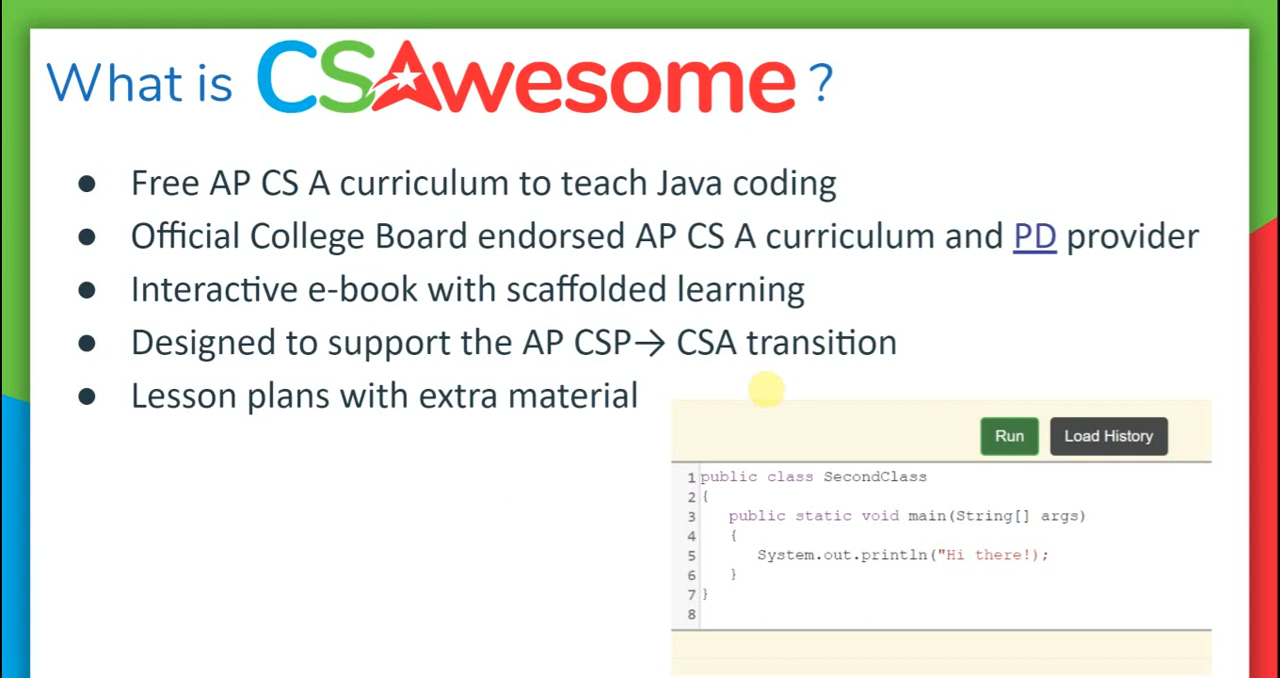 What is CSAwesome ?
● Free AP CS A curriculum to teach Java coding
● Official College Board endorsed AP CS A curriculum and PD provider
● Interactive e-book with scaffolded learning
● Designed to support the AP CSP→ CSA transition
● Lesson plans with extra material
Run Load History
1 public class SecondClass
2 {
3 public static void main(String[] args)
4 {
5 System.out.println("Hi there!);
6 }
7 }
8